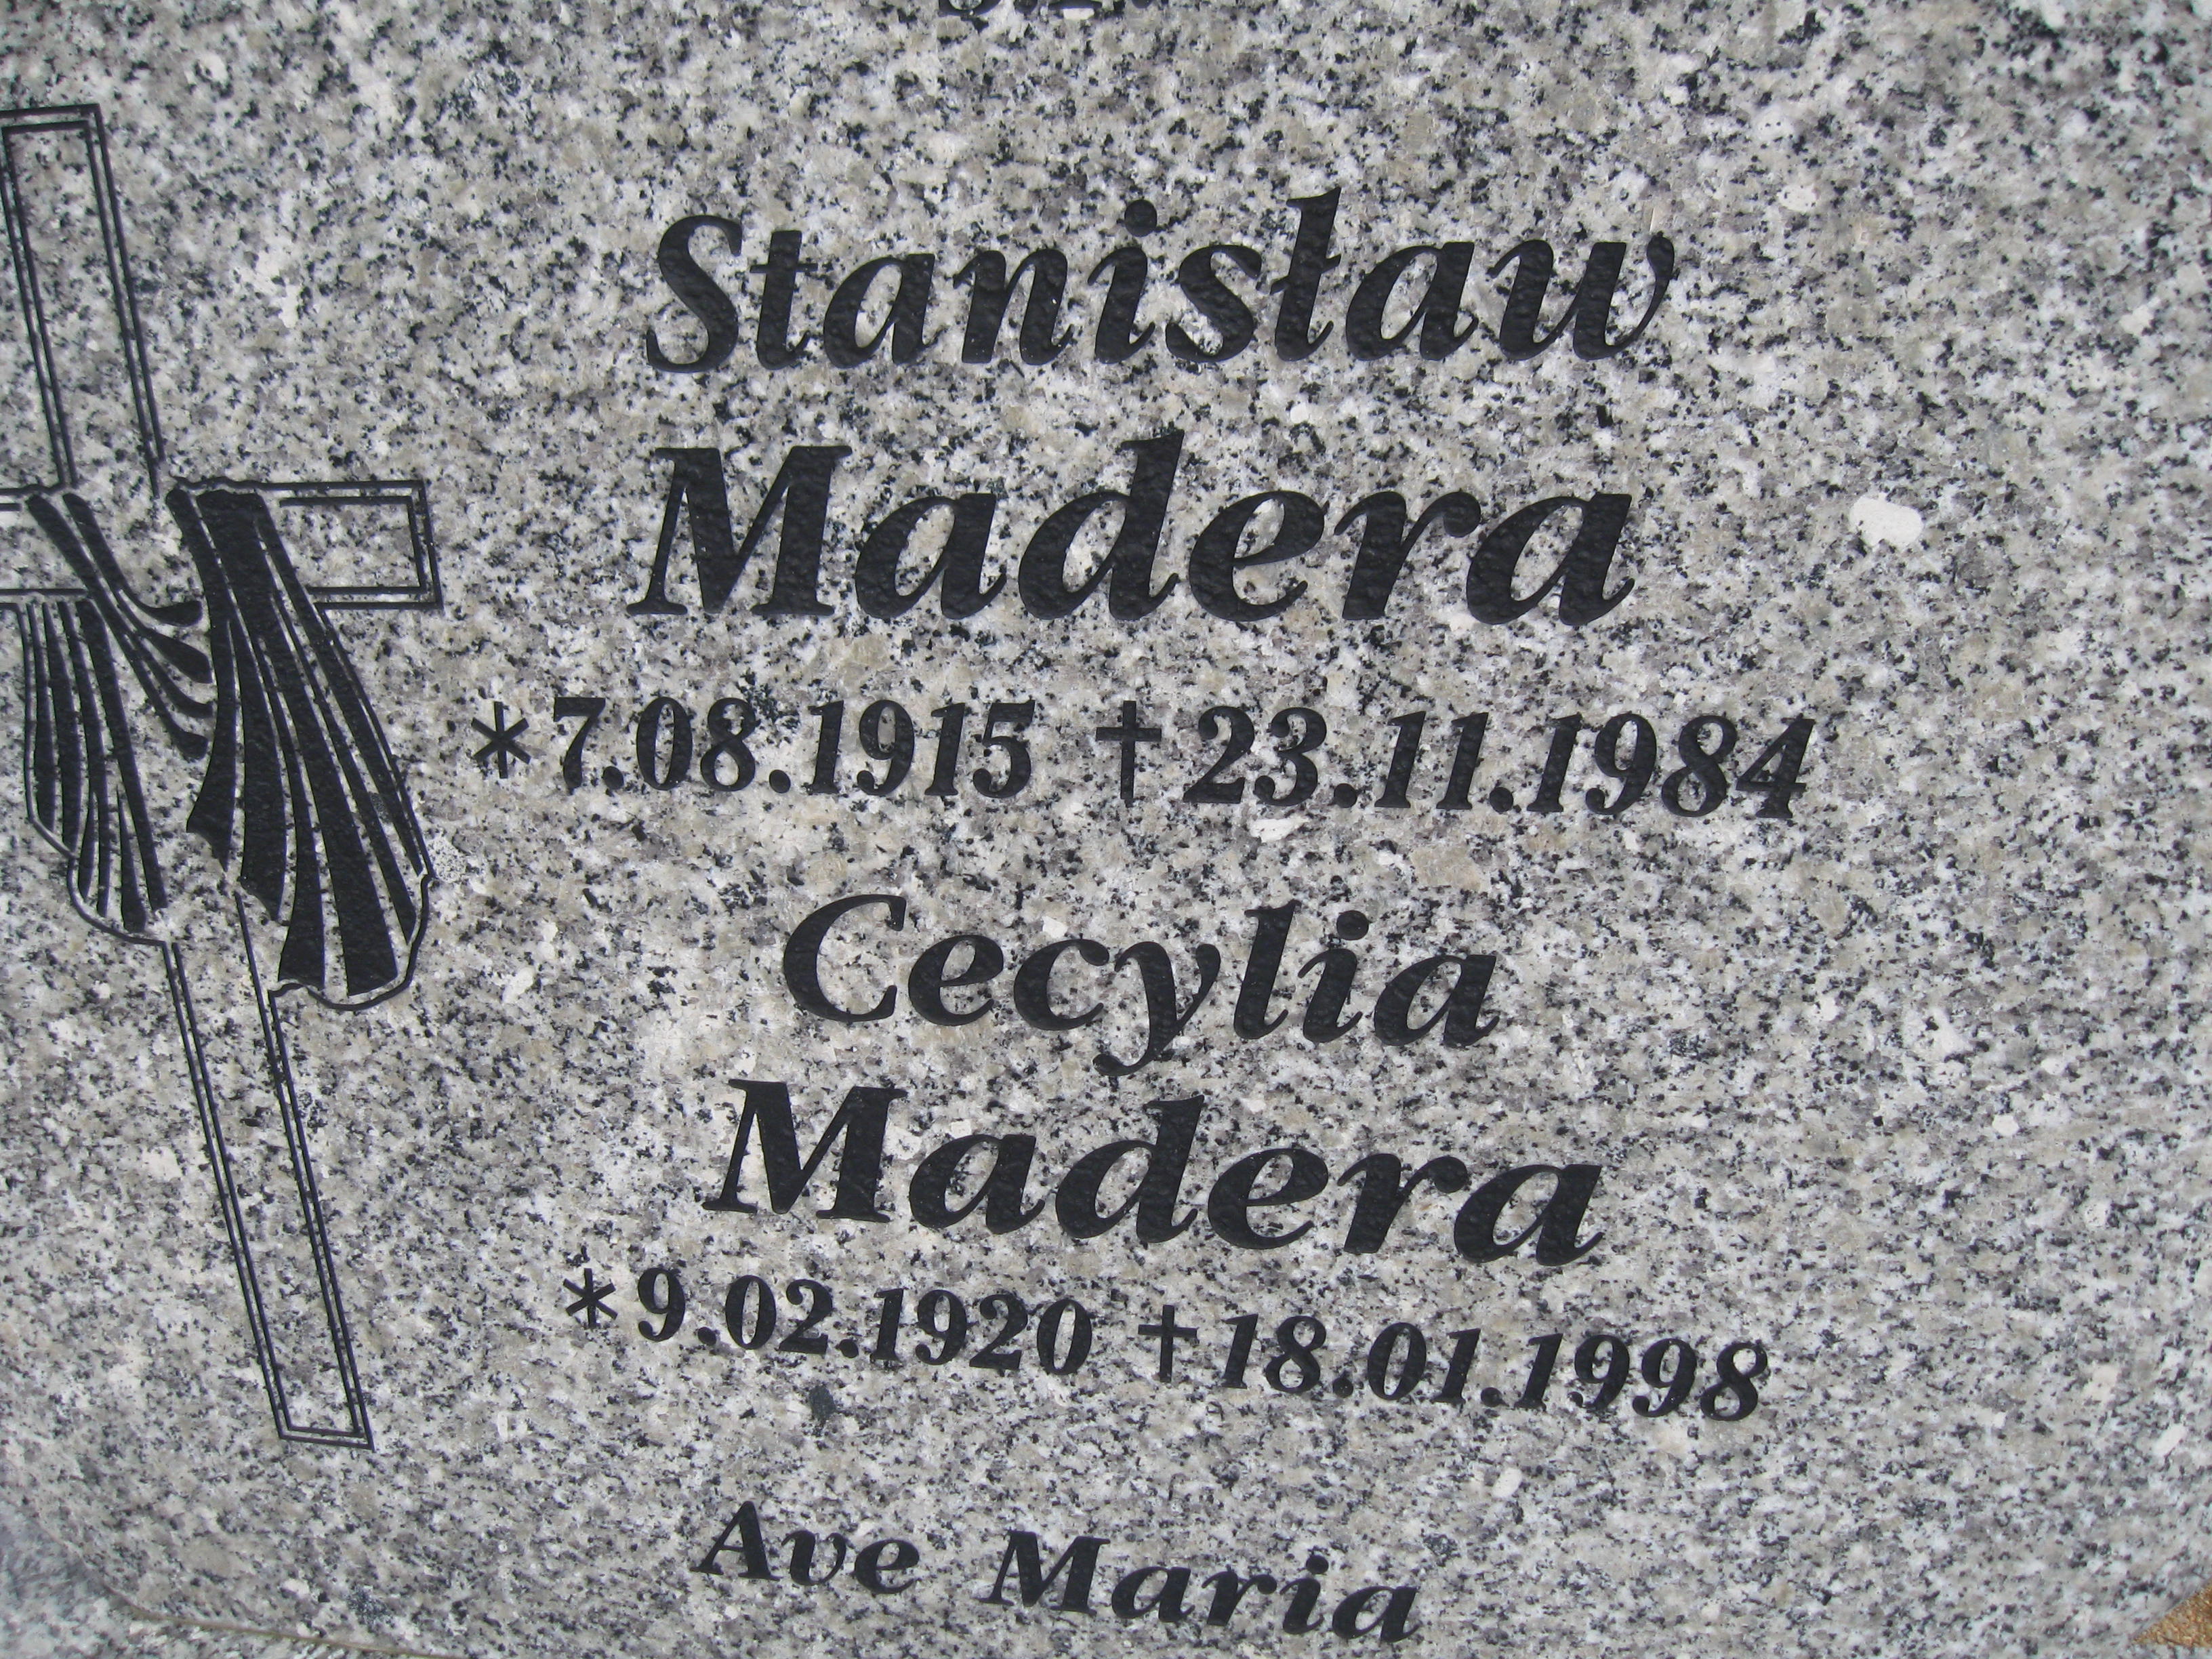 Stanisław
Madera
*7.08.1915 †23.11.1984
Cecylia
Madera
*9.02.1920 †18.01.1998
Ave Maria